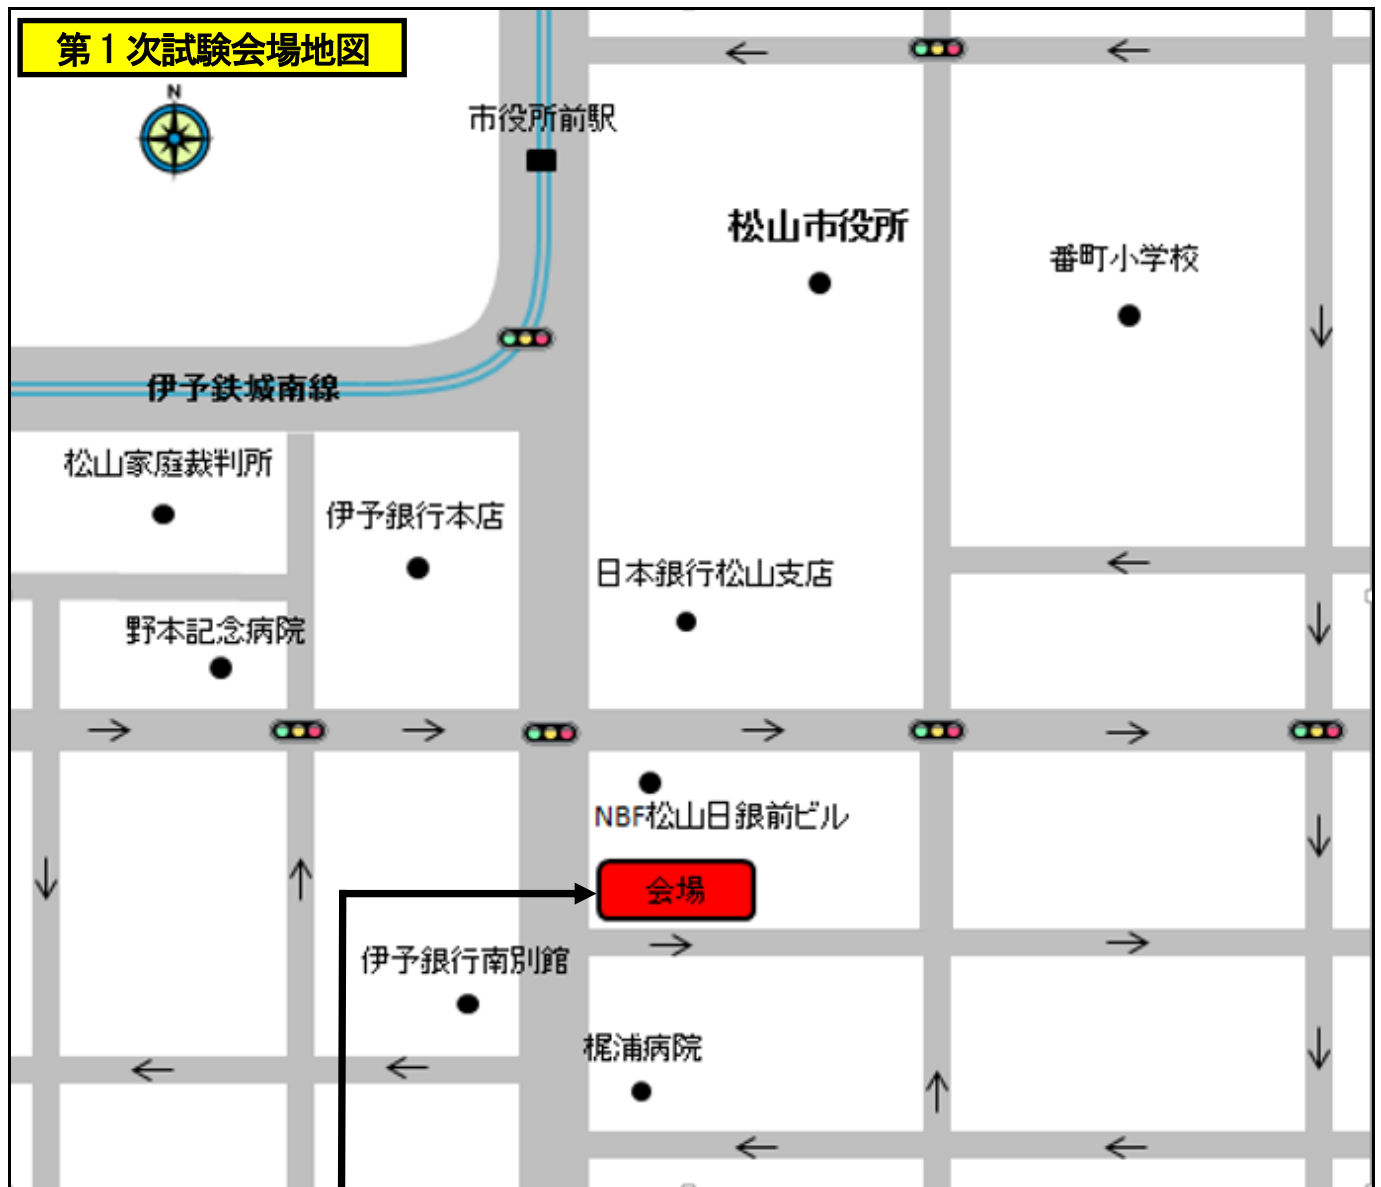 第1次試験会場地図
N
市役所前駅
松山市役所
番町小学校
伊予鉄城南線
松山家庭裁判所
伊予銀行本店
日本銀行松山支店
野本記念病院
NBF松山日銀前ビル
会場
伊予銀行南別館
梶浦病院